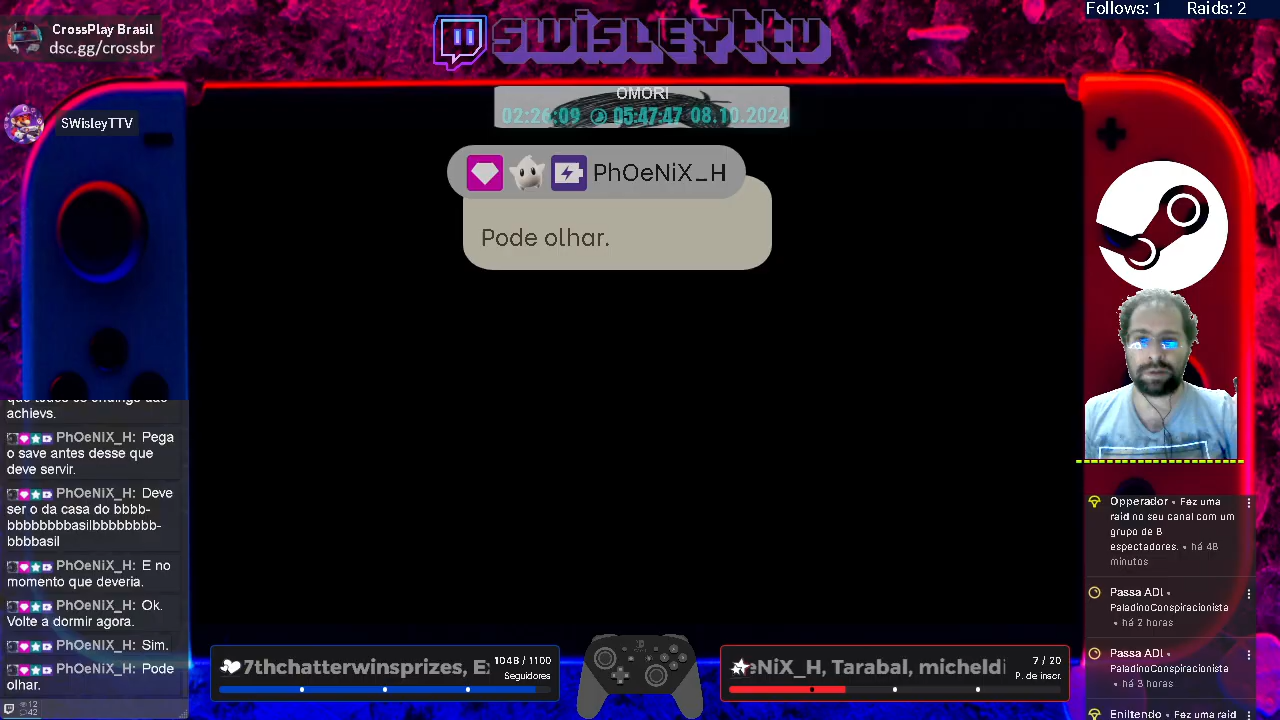 CrossPlay Brasil
dsc.gg/crossbr
SWISLEYttv
Follows: 1 Raids: 2
SWisleyTTV
OMORI
02:26:09 05:47:47 08.10.2024
PhOeNiX_H
Pode olhar.
achievs.
PhOeNiX_H: Pega
o save antes desse que
deve servir.
PhOeNiX_H: Deve
ser o da casa do bbbb-
bbbbbbbbasilbbbbbbbb-
bbbbasil
PhOeNiX_H: E no
momento que deveria.
PhOeNiX_H: Ok.
Volte a dormir agora.
PhOeNiX_H: Sim.
PhOeNiX_H: Pode
olhar.
12
42
7thchatterwinsprizes, Ex
1048 / 1100
Seguidores
eNiX_H, Tarabal, micheldi
7 / 20
P. de inscr.
Opperador • Fez uma
raid no seu canal com um
grupo de 8
espectadores. • há 48
minutos
Passa ADI •
PaladinoConspiracionista
• há 2 horas
Passa ADI •
PaladinoConspiracionista
• há 3 horas
Eniltendo • Fez uma raid